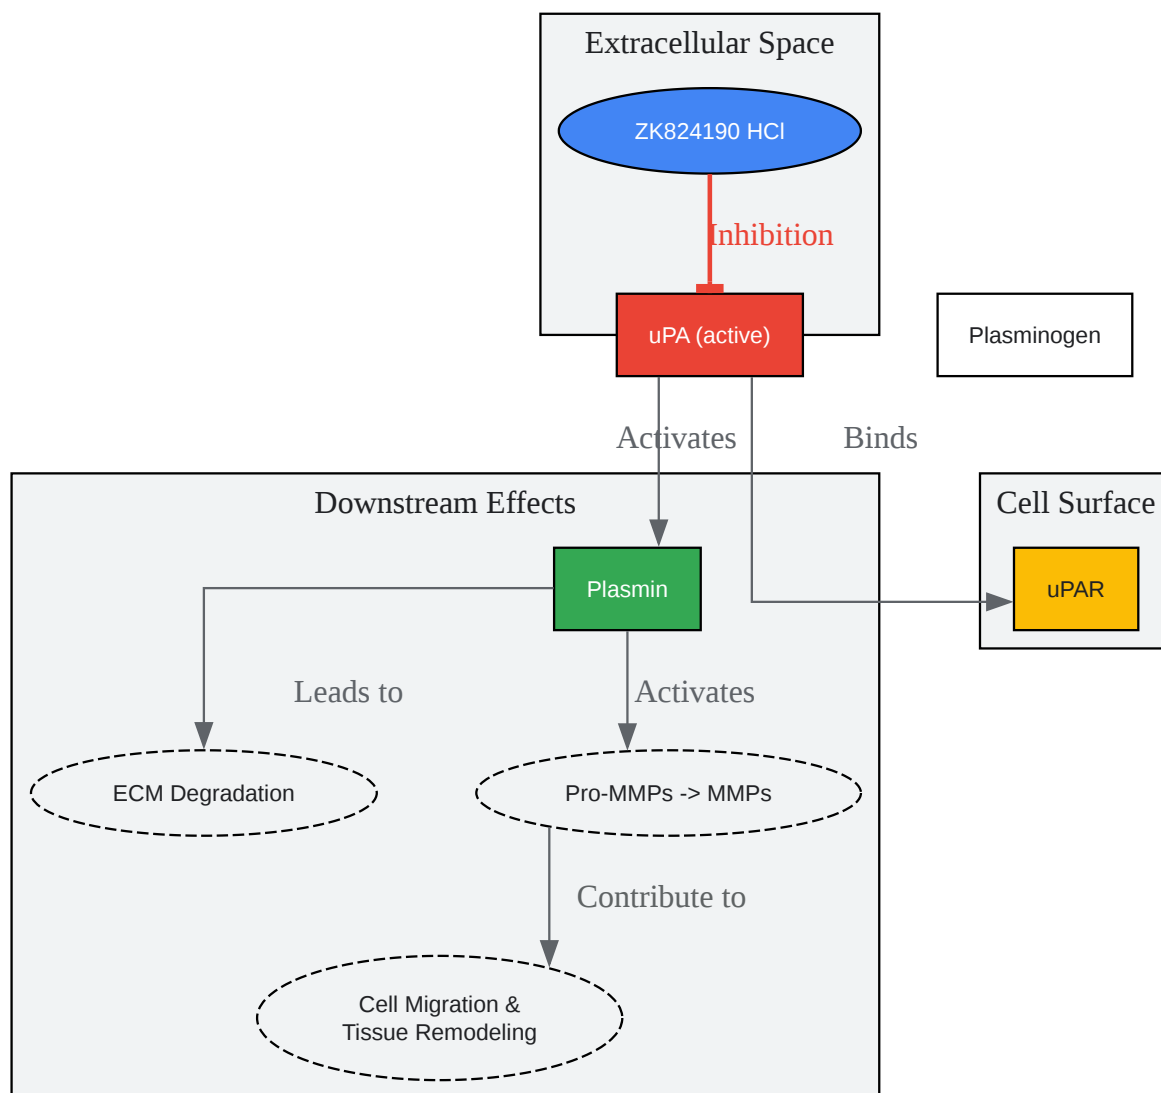 Extracellular Space
ZK824190 HCl
Inhibition
uPA (active)
Plasminogen
Activates
Binds
Downstream Effects
Cell Surface
Plasmin
uPAR
Leads to
Activates
ECM Degradation
Pro-MMPs -> MMPs
Contribute to
Cell Migration &
Tissue Remodeling